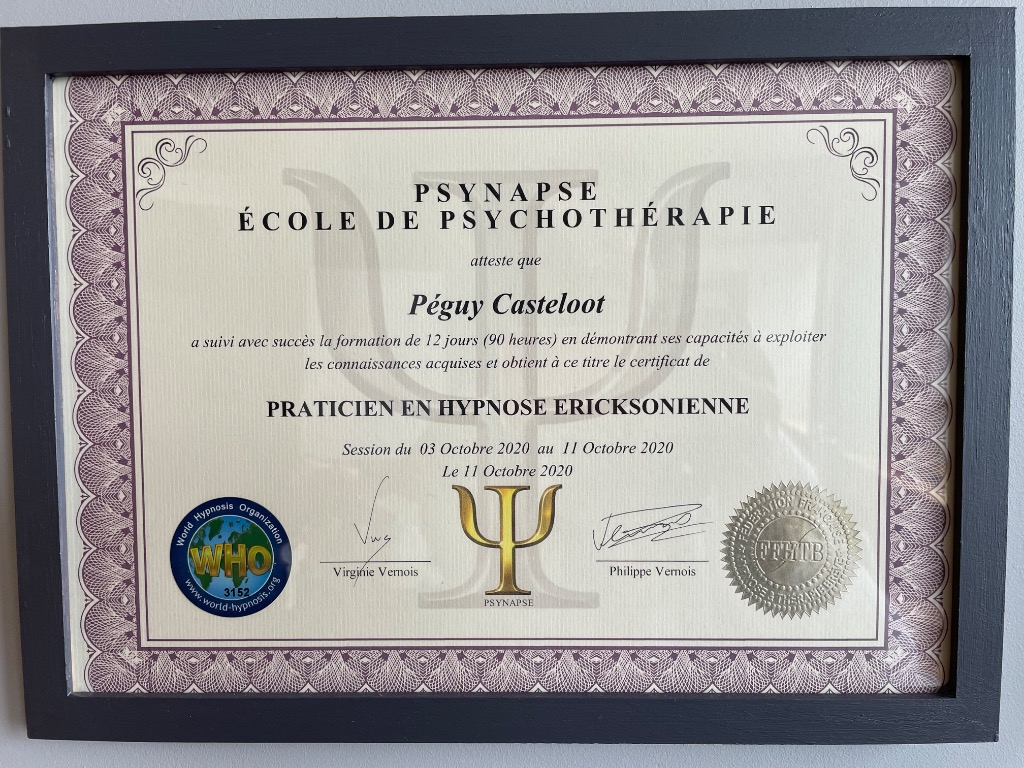 PSYNAPSE
ÉCOLE DE PSYCHOTHÉRAPIE
atteste que
Péguy Casteloot
a suivi avec succès la formation de 12 jours (90 heures) en démontrant ses capacités à exploiter
les connaissances acquises et obtient à ce titre le certificat de
PRATICIEN EN HYPNOSE ERICKSONIENNE
Session du 03 Octobre 2020 au 11 Octobre 2020
Le 11 Octobre 2020
World Hypnosis Organization
WHO
3152
www.world-hypnosis.org
Virginie Vernois
PSYNAPSE
Philippe Vernois
FFHTB